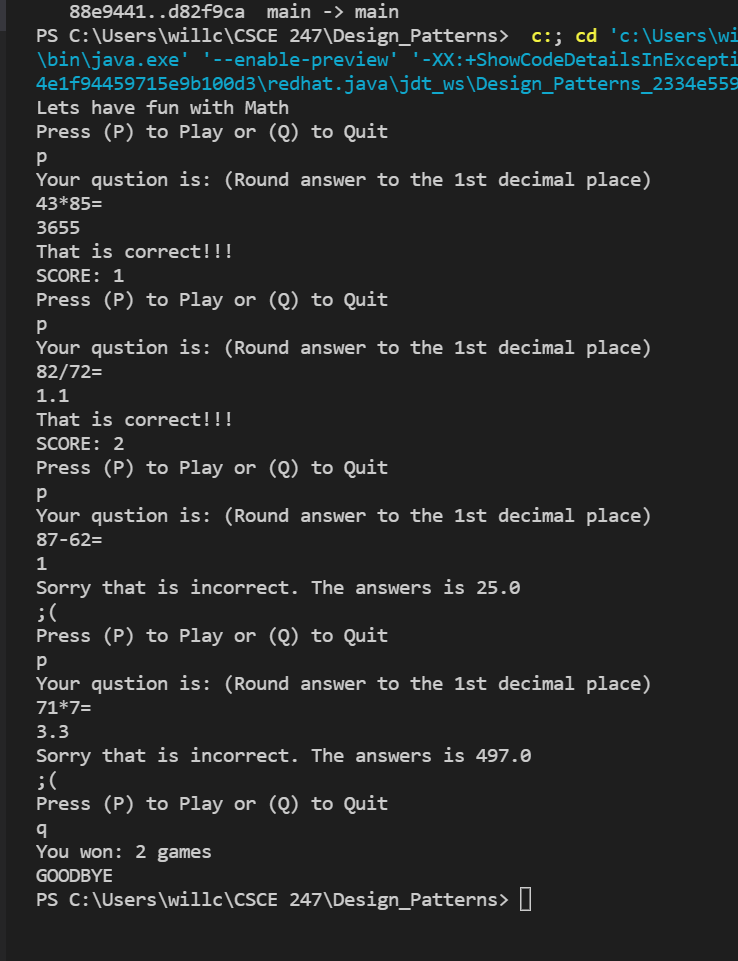 88e9441..d82f9ca  main -> main
PS C:\Users\willc\CSCE 247\Design_Patterns>  c:; cd 'c:\Users\wi
\bin\java.exe' '--enable-preview' '-XX:+ShowCodeDetailsInExcepti
4e1f94459715e9b100d3\redhat.java\jdt_ws\Design_Patterns_2334e559
Lets have fun with Math
Press (P) to Play or (Q) to Quit
p
Your qustion is: (Round answer to the 1st decimal place)
43*85=
3655
That is correct!!!
SCORE: 1
Press (P) to Play or (Q) to Quit
p
Your qustion is: (Round answer to the 1st decimal place)
82/72=
1.1
That is correct!!!
SCORE: 2
Press (P) to Play or (Q) to Quit
p
Your qustion is: (Round answer to the 1st decimal place)
87-62=
1
Sorry that is incorrect. The answers is 25.0
;(
Press (P) to Play or (Q) to Quit
p
Your qustion is: (Round answer to the 1st decimal place)
71*7=
3.3
Sorry that is incorrect. The answers is 497.0
;(
Press (P) to Play or (Q) to Quit
q
You won: 2 games
GOODBYE
PS C:\Users\willc\CSCE 247\Design_Patterns>